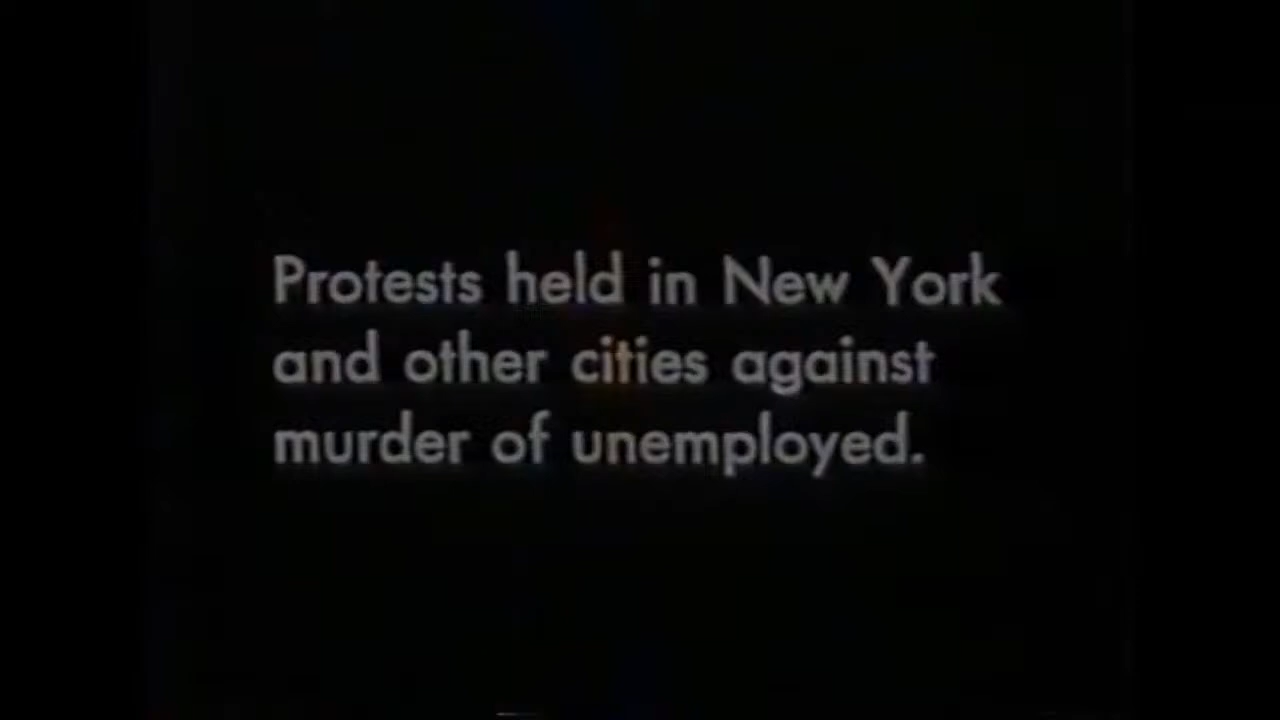 Protests held in New York
and other cities against
murder of unemployed.